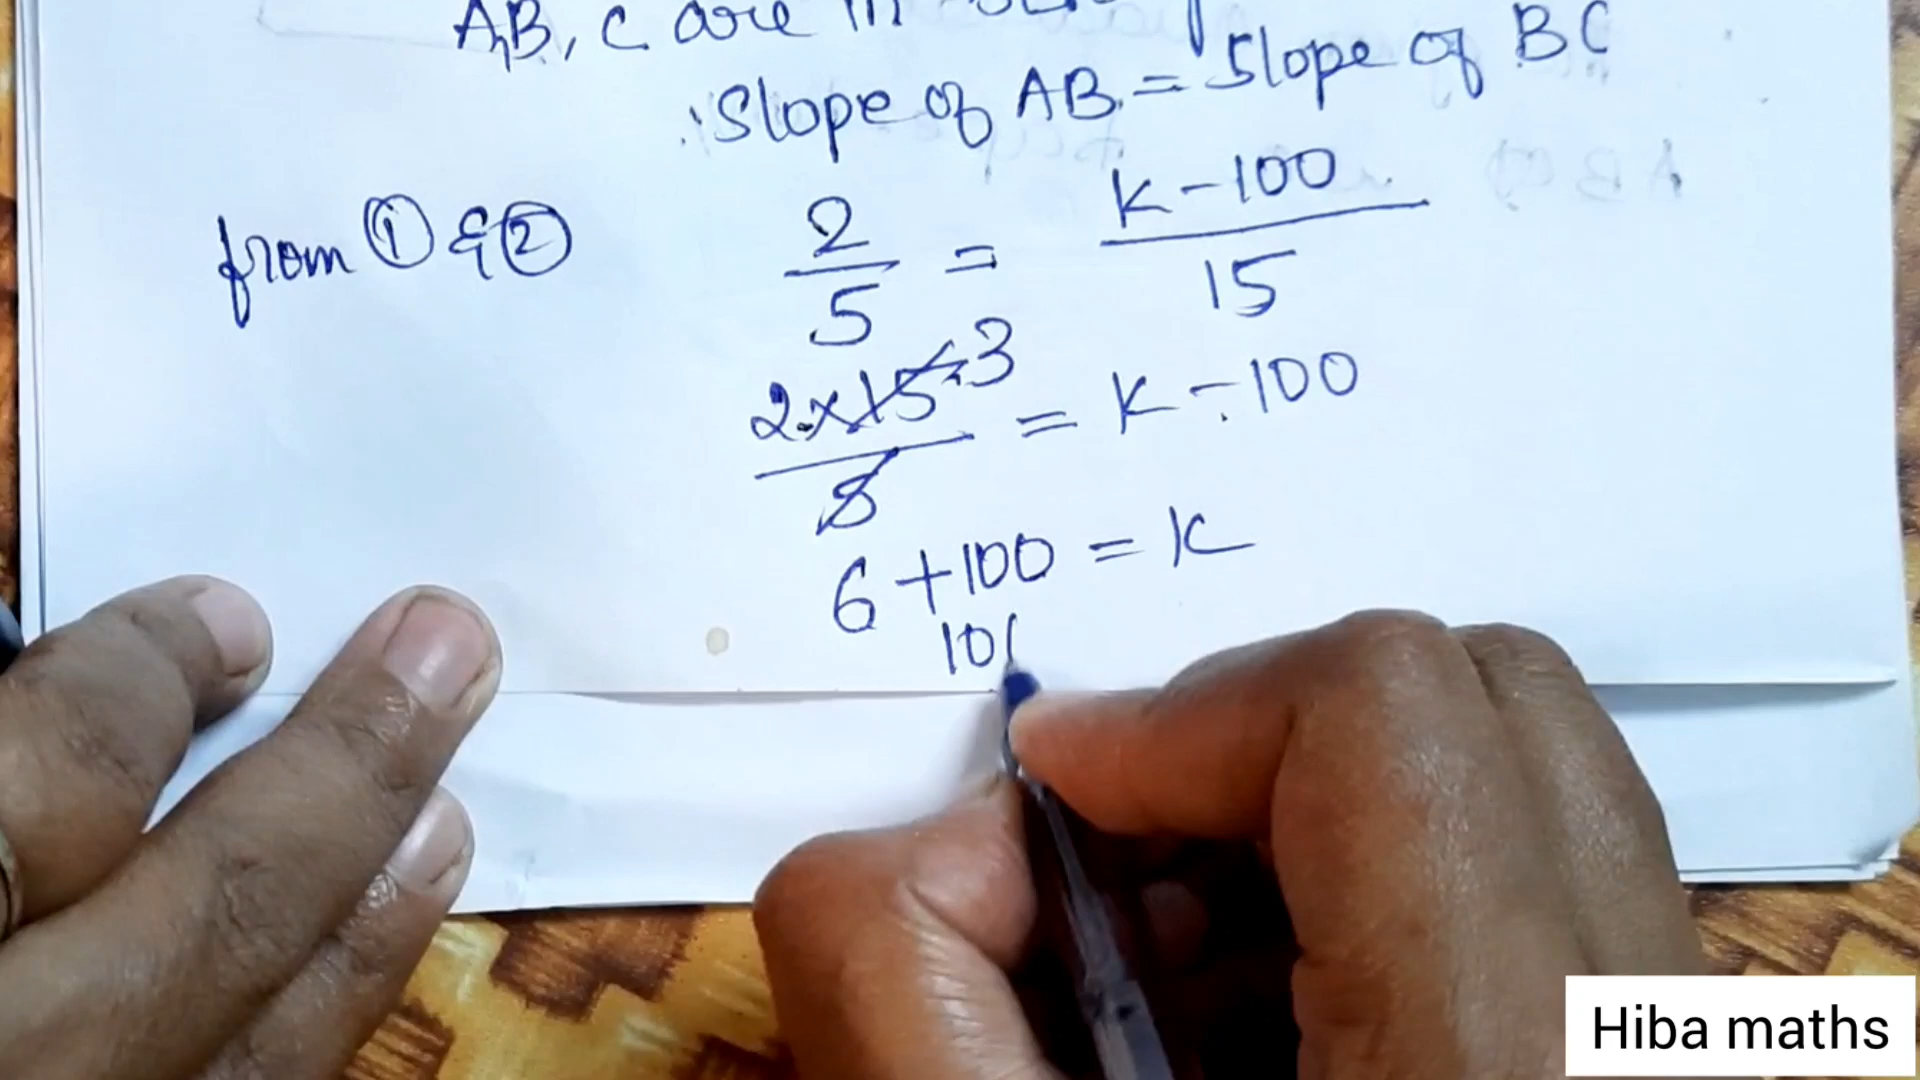 A,B, C are in
Slope of AB = Slope of BC
from ① & ② 2/5 = K-100/15
2×15 3/5 = K-100
6+100 = K
10
Hiba maths